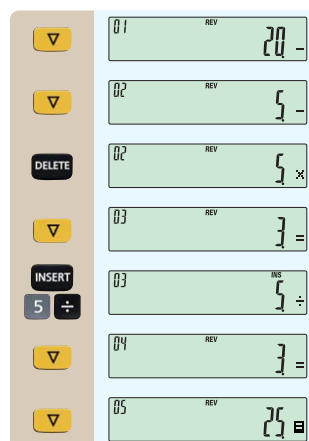 ▽ 01 REV 20. −
▽ 02 REV 5. −
DELETE 02 REV 5. ×
▽ 03 REV 3. =
INSERT 5 ÷ 03 INS 5. ÷
▽ 04 REV 3. =
▽ 05 REV 25.